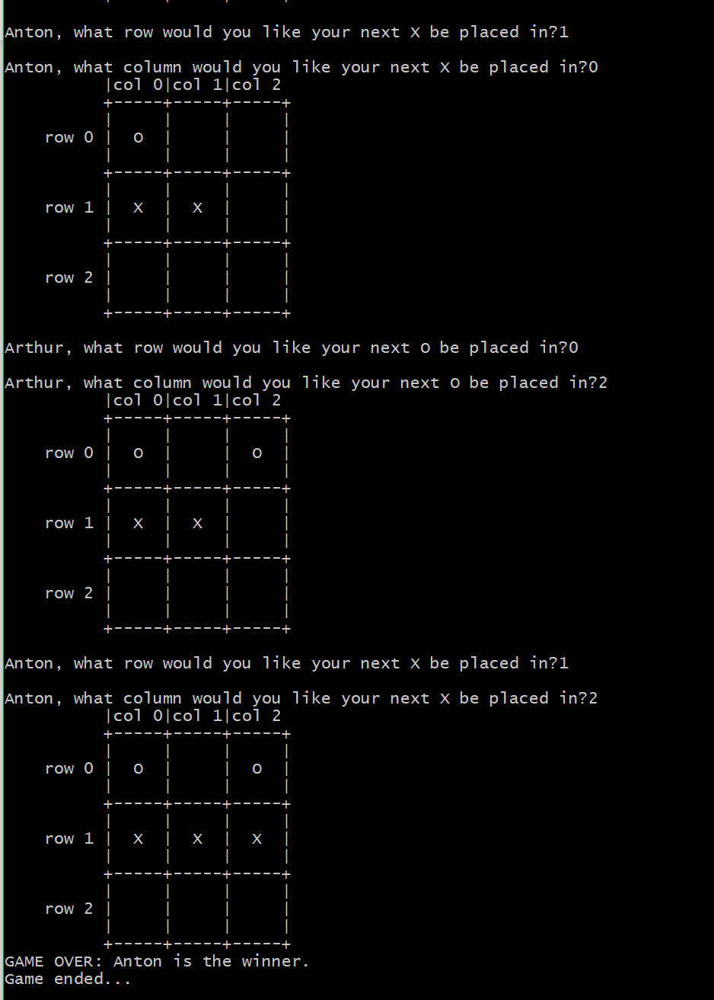 Anton, what row would you like your next X be placed in?1
Anton, what column would you like your next X be placed in?0
|col 0|col 1|col 2
+-----+-----+-----+
|     |     |     |
row 0 |  O  |     |     |
|     |     |     |
+-----+-----+-----+
|     |     |     |
row 1 |  X  |  X  |     |
|     |     |     |
+-----+-----+-----+
|     |     |     |
row 2 |     |     |     |
|     |     |     |
+-----+-----+-----+
Arthur, what row would you like your next O be placed in?0
Arthur, what column would you like your next O be placed in?2
|col 0|col 1|col 2
+-----+-----+-----+
|     |     |     |
row 0 |  O  |     |  O  |
|     |     |     |
+-----+-----+-----+
|     |     |     |
row 1 |  X  |  X  |     |
|     |     |     |
+-----+-----+-----+
|     |     |     |
row 2 |     |     |     |
|     |     |     |
+-----+-----+-----+
Anton, what row would you like your next X be placed in?1
Anton, what column would you like your next X be placed in?2
|col 0|col 1|col 2
+-----+-----+-----+
|     |     |     |
row 0 |  O  |     |  O  |
|     |     |     |
+-----+-----+-----+
|     |     |     |
row 1 |  X  |  X  |  X  |
|     |     |     |
+-----+-----+-----+
|     |     |     |
row 2 |     |     |     |
|     |     |     |
+-----+-----+-----+
GAME OVER: Anton is the winner.
Game ended...